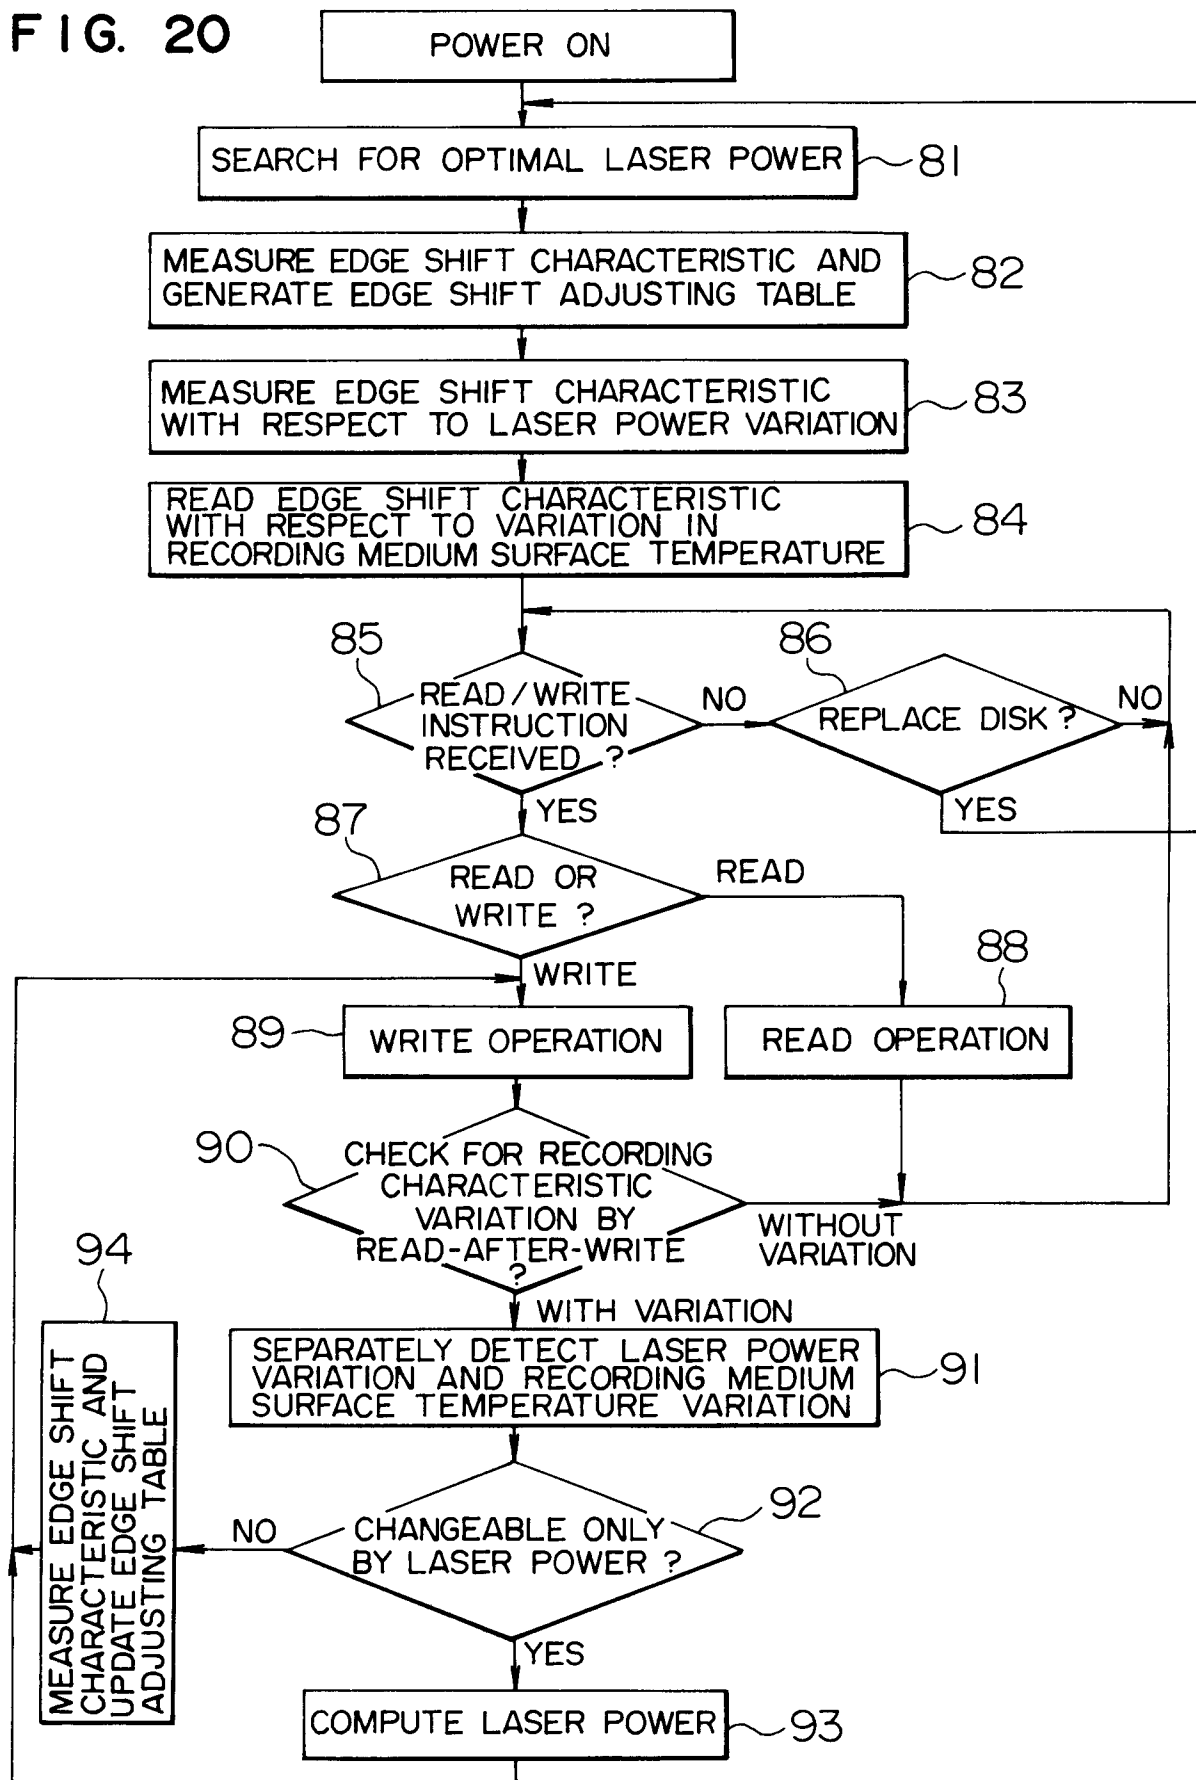 FIG. 20
POWER ON
SEARCH FOR OPTIMAL LASER POWER
81
MEASURE EDGE SHIFT CHARACTERISTIC AND
GENERATE EDGE SHIFT ADJUSTING TABLE
82
MEASURE EDGE SHIFT CHARACTERISTIC
WITH RESPECT TO LASER POWER VARIATION
83
READ EDGE SHIFT CHARACTERISTIC
WITH RESPECT TO VARIATION IN
RECORDING MEDIUM SURFACE TEMPERATURE
84
85
READ/WRITE
INSTRUCTION
RECEIVED ?
NO
YES
86
REPLACE DISK ?
NO
YES
87
READ OR
WRITE ?
READ
WRITE
88
READ OPERATION
89
WRITE OPERATION
90
CHECK FOR RECORDING
CHARACTERISTIC
VARIATION BY
READ-AFTER-WRITE
?
WITHOUT
VARIATION
WITH VARIATION
SEPARATELY DETECT LASER POWER
VARIATION AND RECORDING MEDIUM
SURFACE TEMPERATURE VARIATION
91
92
CHANGEABLE ONLY
BY LASER POWER ?
NO
YES
94
MEASURE EDGE SHIFT
CHARACTERISTIC AND
UPDATE EDGE SHIFT
ADJUSTING TABLE
COMPUTE LASER POWER
93